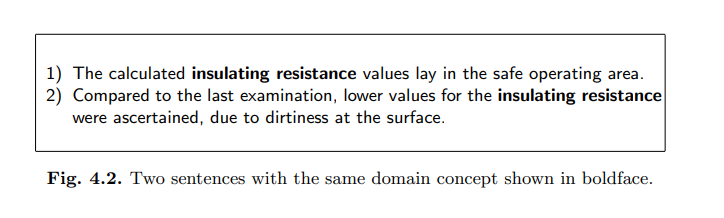 1) The calculated insulating resistance values lay in the safe operating area.
2) Compared to the last examination, lower values for the insulating resistance
were ascertained, due to dirtiness at the surface.
Fig. 4.2. Two sentences with the same domain concept shown in boldface.